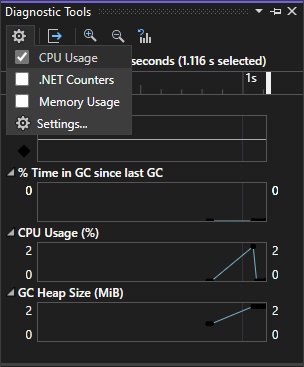 Diagnostic Tools
seconds (1.116 s selected)
CPU Usage
.NET Counters
Memory Usage
Settings...
1s
% Time in GC since last GC
0 0
CPU Usage (%)
2 2
0 0
GC Heap Size (MiB)
2 2
0 0